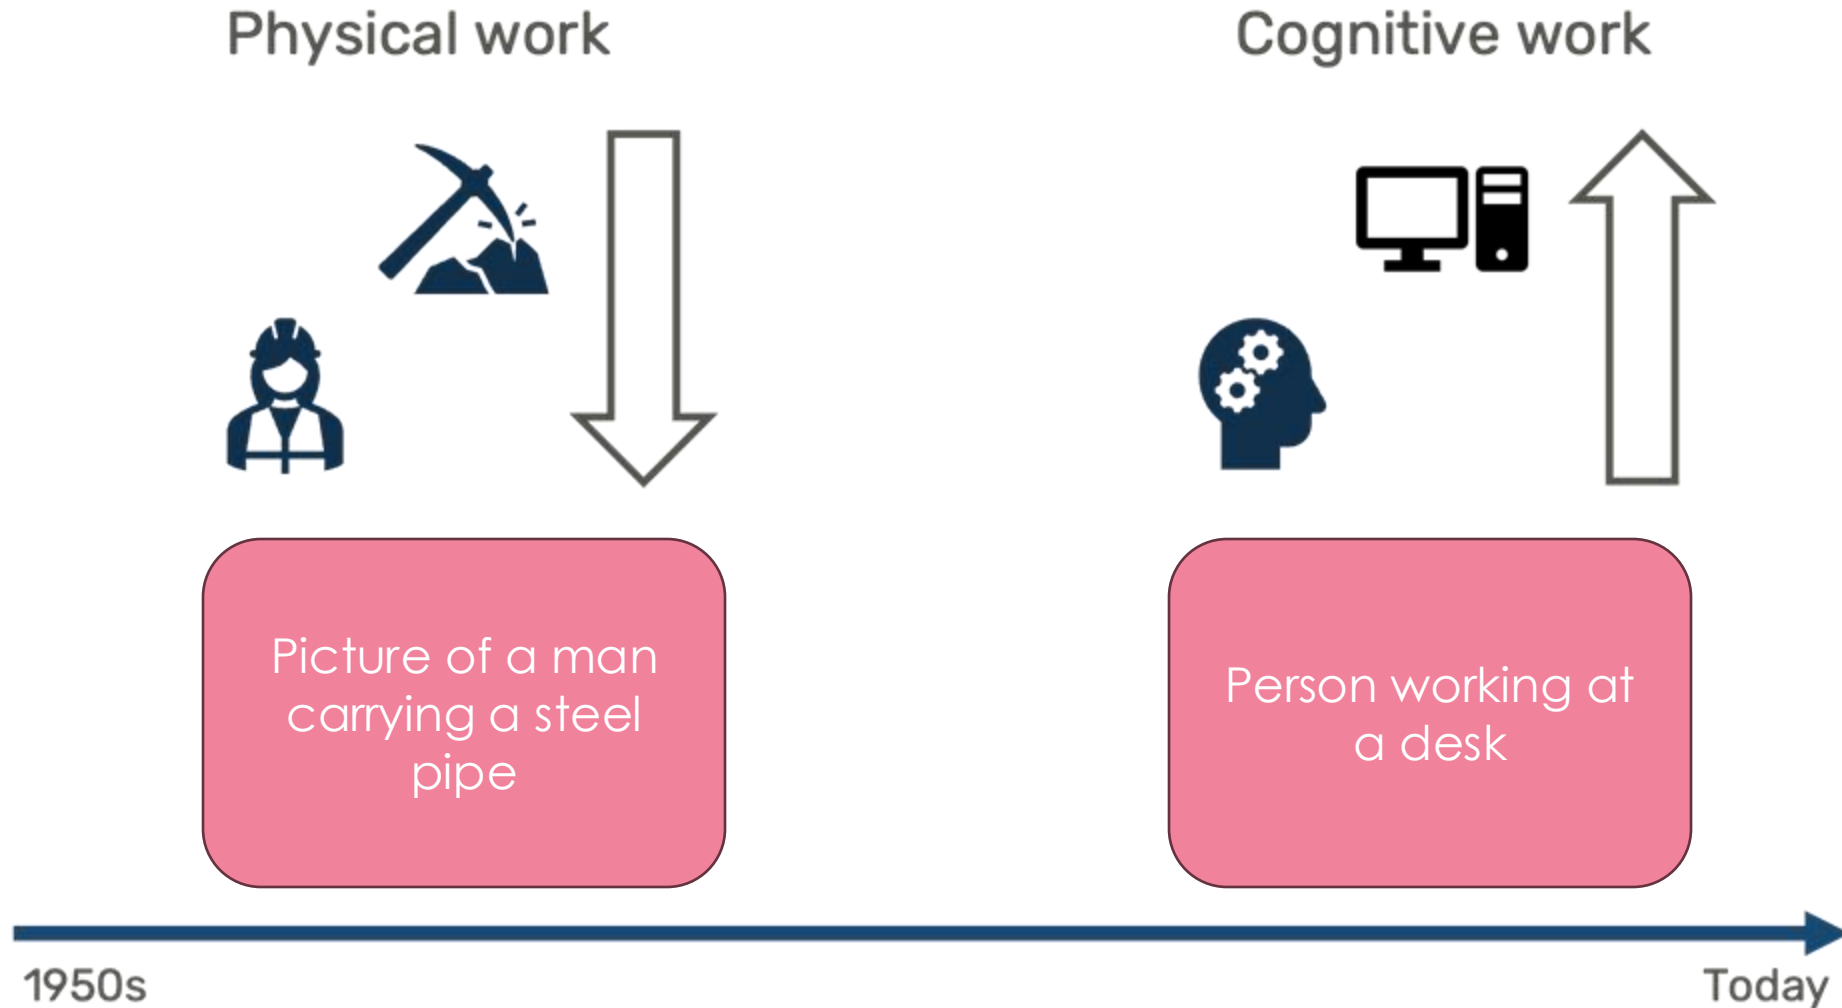 Physical work
Cognitive work
Picture of a man
carrying a steel
pipe
Person working at
a desk
1950s
Today